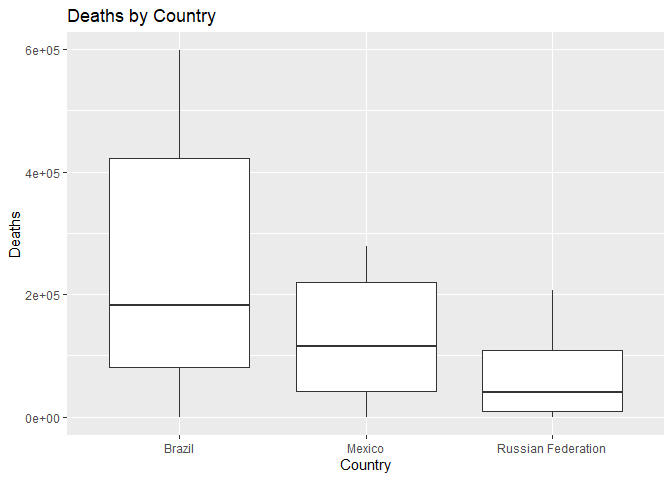 Deaths by Country
Deaths
6e+05
4e+05
2e+05
0e+00
Brazil
Mexico
Russian Federation
Country